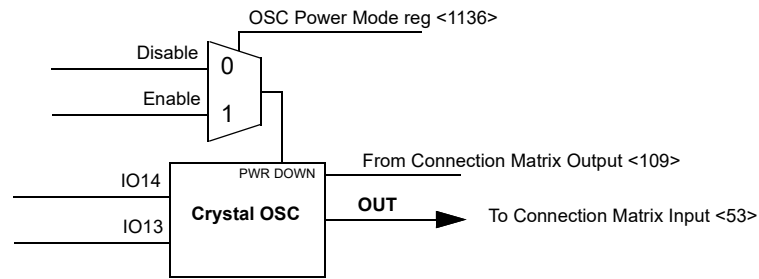 OSC Power Mode reg <1136>
Disable
0
Enable
1
PWR DOWN
From Connection Matrix Output <109>
IO14
Crystal OSC
OUT
To Connection Matrix Input <53>
IO13